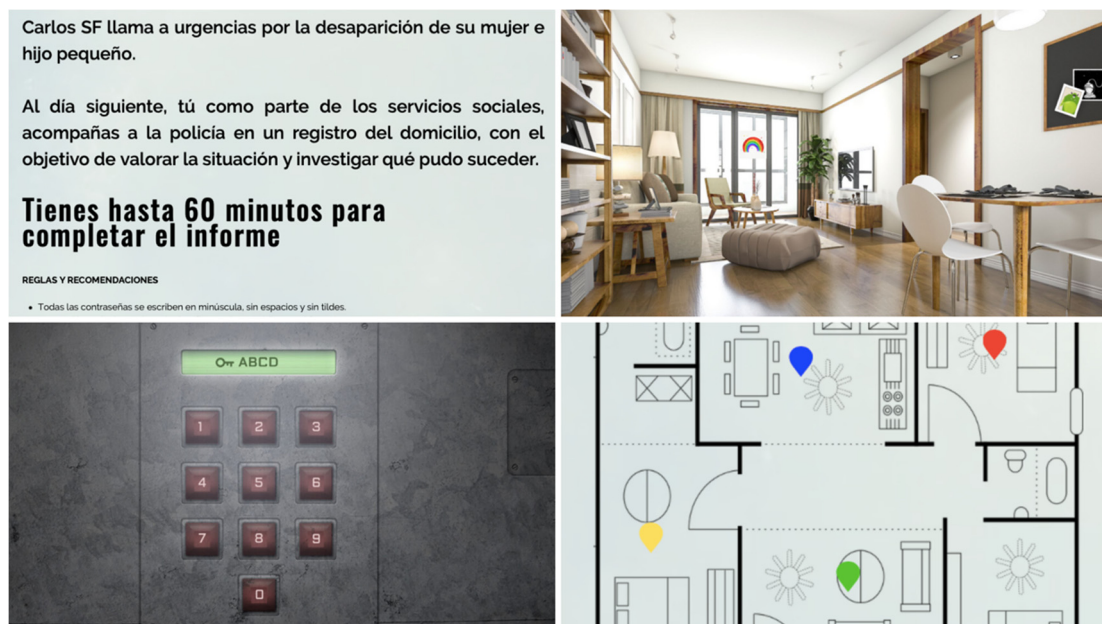 Carlos SF llama a urgencias por la desaparición de su mujer e
hijo pequeño.
Al día siguiente, tú como parte de los servicios sociales,
acompañas a la policía en un registro del domicilio, con el
objetivo de valorar la situación y investigar qué pudo suceder.
Tienes hasta 60 minutos para
completar el informe
REGLAS Y RECOMENDACIONES
• Todas las contraseñas se escriben en minúscula, sin espacios y sin tildes.
ABCD
1 2 3
4 5 6
7 8 9
0